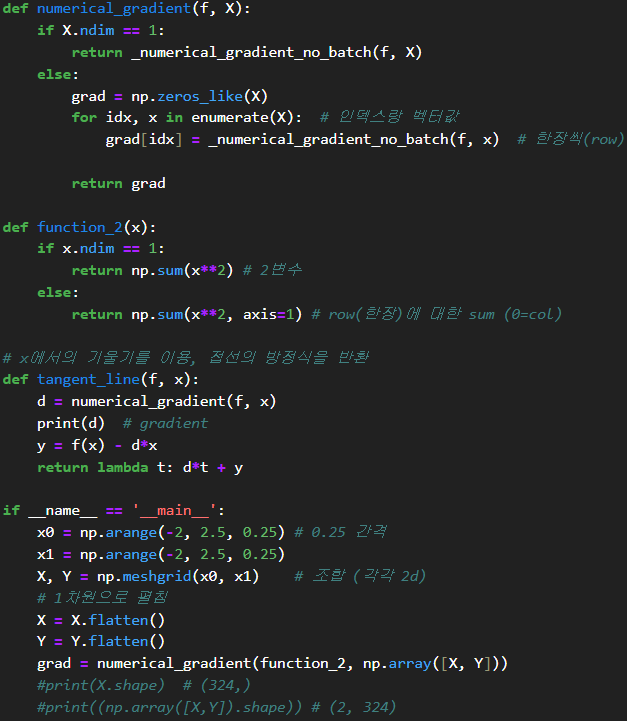 def numerical_gradient(f, X):
    if X.ndim == 1:
        return _numerical_gradient_no_batch(f, X)
    else:
        grad = np.zeros_like(X)
        for idx, x in enumerate(X):  # 인덱스랑 벡터값
            grad[idx] = _numerical_gradient_no_batch(f, x)  # 한장씩(row)

        return grad

def function_2(x):
    if x.ndim == 1:
        return np.sum(x**2) # 2변수
    else:
        return np.sum(x**2, axis=1) # row(한장)에 대한 sum (0=col)

# x에서의 기울기를 이용, 접선의 방정식을 반환
def tangent_line(f, x):
    d = numerical_gradient(f, x)
    print(d)  # gradient
    y = f(x) - d*x
    return lambda t: d*t + y

if __name__ == '__main__':
    x0 = np.arange(-2, 2.5, 0.25) # 0.25 간격
    x1 = np.arange(-2, 2.5, 0.25)
    X, Y = np.meshgrid(x0, x1)    # 조합 (각각 2d)
    # 1차원으로 펼침
    X = X.flatten()
    Y = Y.flatten()
    grad = numerical_gradient(function_2, np.array([X, Y]))
    #print(X.shape)  # (324,)
    #print((np.array([X,Y]).shape)) # (2, 324)